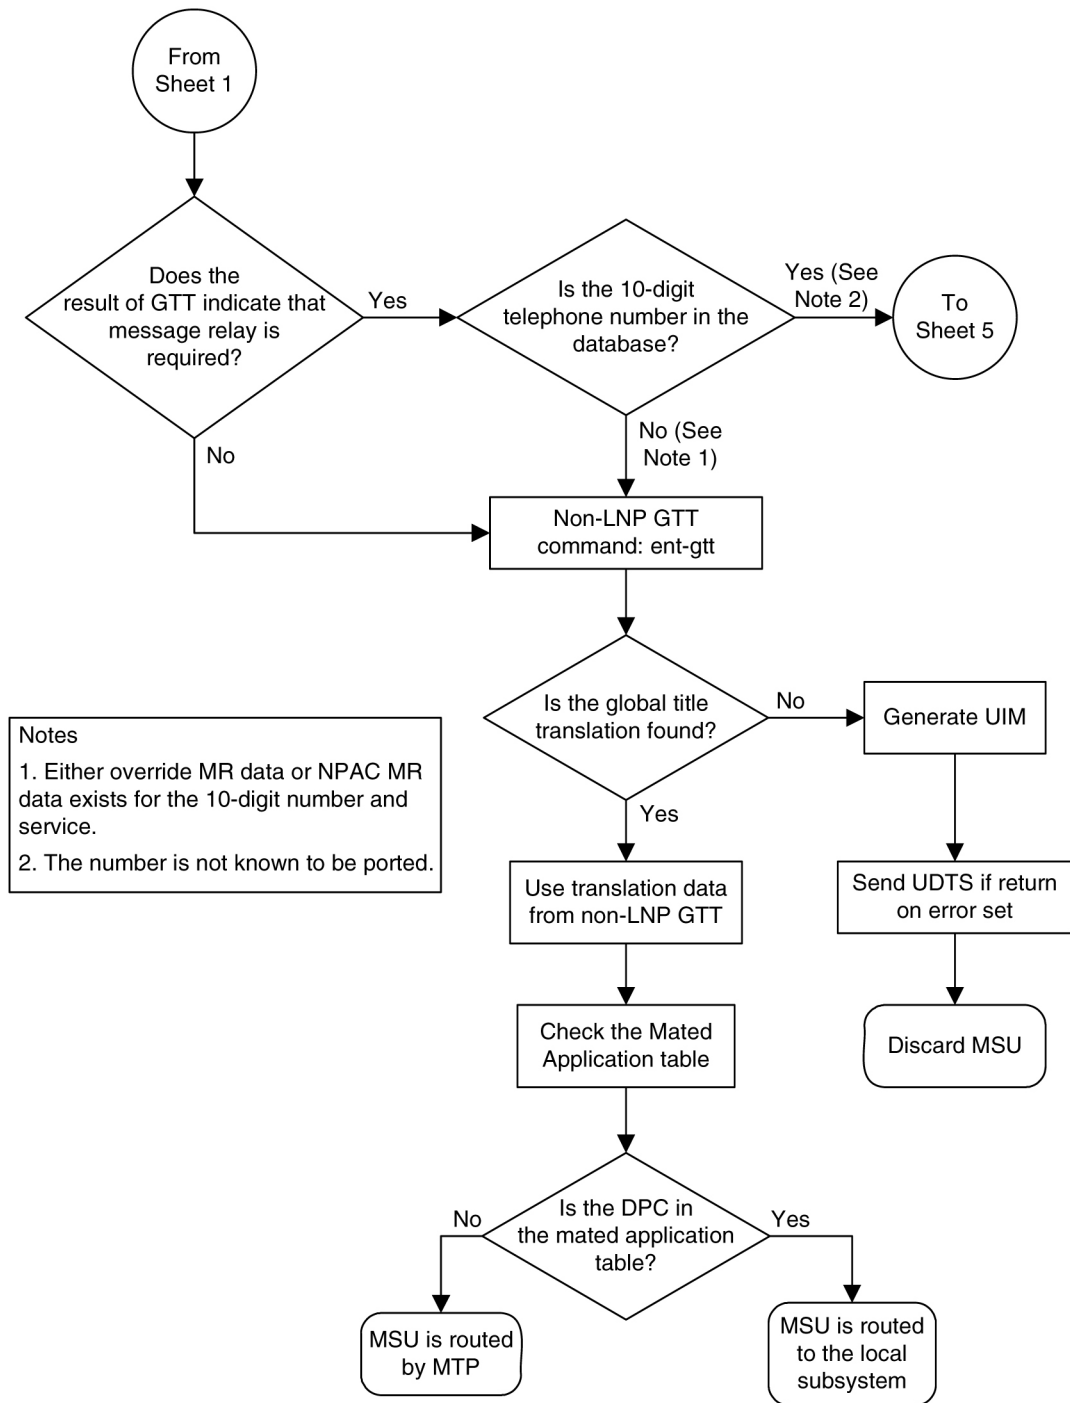 From
Sheet 1
Does the
result of GTT indicate that
message relay is
required?
Yes
Is the 10-digit
telephone number in the
database?
Yes (See
Note 2)
To
Sheet 5
No
No (See
Note 1)
Non-LNP GTT
command: ent-gtt
Is the global title
translation found?
No
Generate UIM
Notes
1. Either override MR data or NPAC MR
data exists for the 10-digit number and
service.
2. The number is not known to be ported.
Yes
Use translation data
from non-LNP GTT
Send UDTS if return
on error set
Check the Mated
Application table
Discard MSU
Is the DPC in
the mated application
table?
No
Yes
MSU is routed
by MTP
MSU is routed
to the local
subsystem